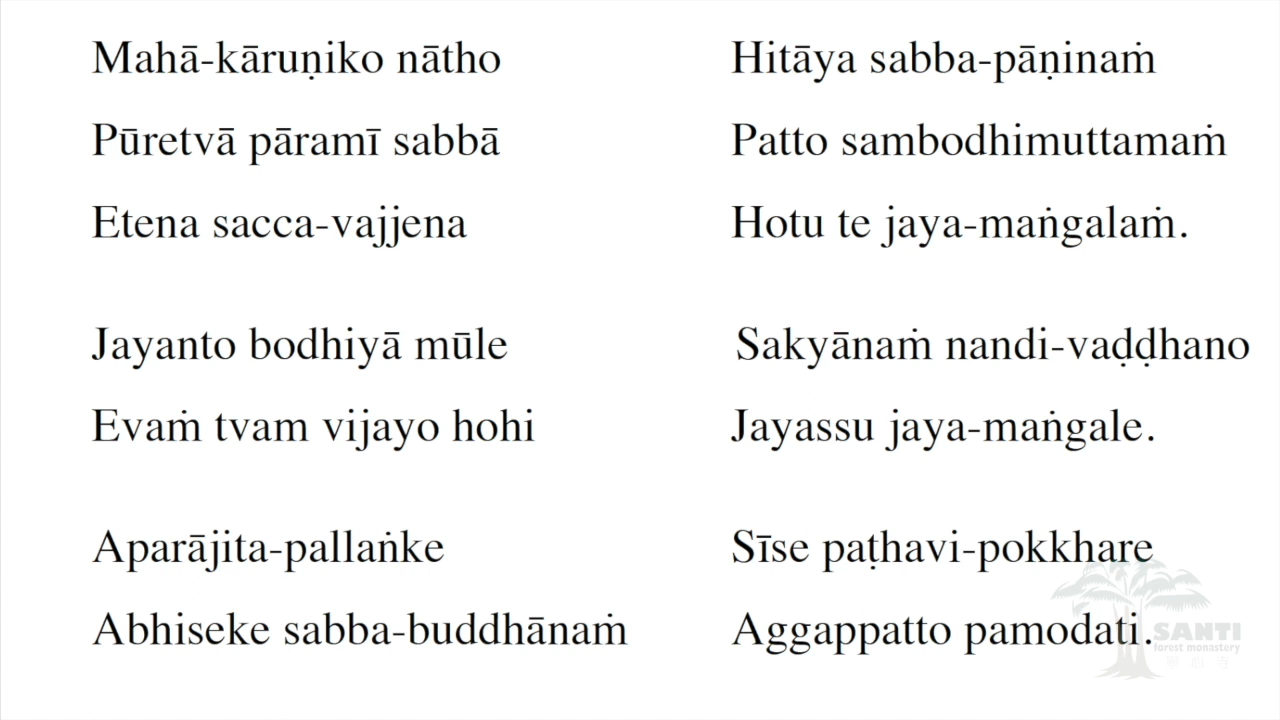 Mahā-kāruṇiko nātho Hitāya sabba-pāṇinaṁ
Pūretvā pāramī sabbā Patto sambodhimuttamaṁ
Etena sacca-vajjena Hotu te jaya-maṅgalaṁ.
Jayanto bodhiyā mūle Sakyānaṁ nandi-vaḍḍhano
Evaṁ tvam vijayo hohi Jayassu jaya-maṅgale.
Aparājita-pallaṅke Sīse paṭhavi-pokkhare
Abhiseke sabba-buddhānaṁ Aggappatto pamodati.
SANTI
forest monastery